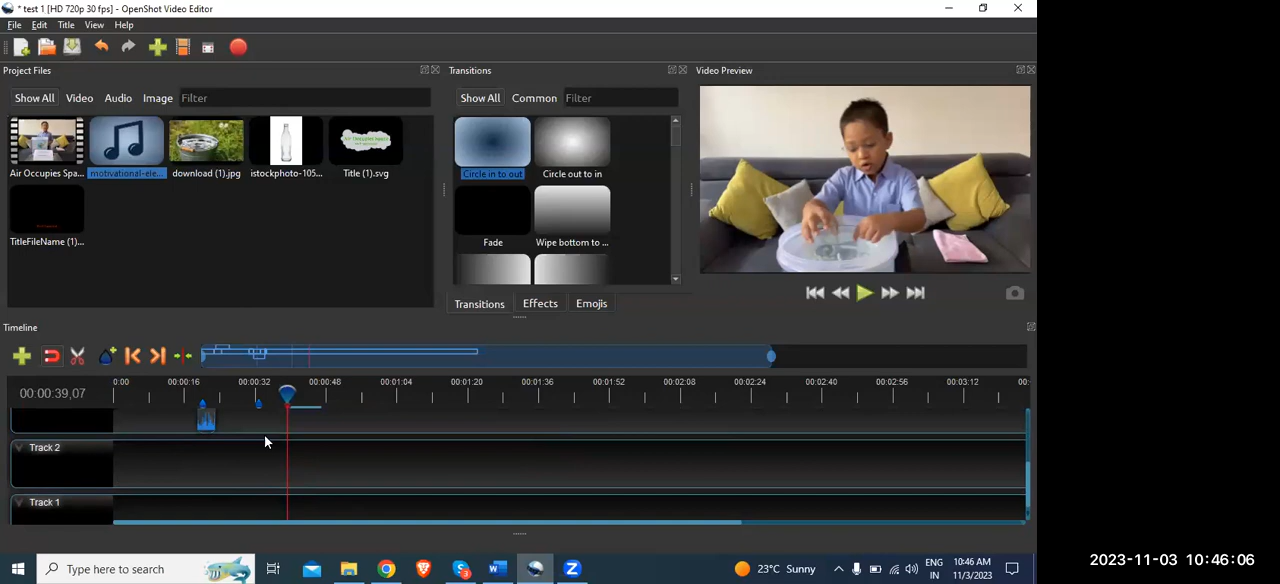 * test 1 [HD 720p 30 fps] - OpenShot Video Editor
File Edit Title View Help
Project Files
Transitions
Video Preview
Show All Video Audio Image Filter
Show All Common Filter
Air Occupies Spa... motivational-ele... download (1).jpg istockphoto-105... Title (1).svg
Circle in to out Circle out to in
TitleFileName (1)...
Fade Wipe bottom to ...
Transitions Effects Emojis
Timeline
00:00:39,07
0:00 00:00:16 00:00:32 00:00:48 00:01:04 00:01:20 00:01:36 00:01:52 00:02:08 00:02:24 00:02:40 00:02:56 00:03:12 00:
Track 2
Track 1
Type here to search
23°C Sunny
ENG
IN
10:46 AM
11/3/2023
2023-11-03 10:46:06